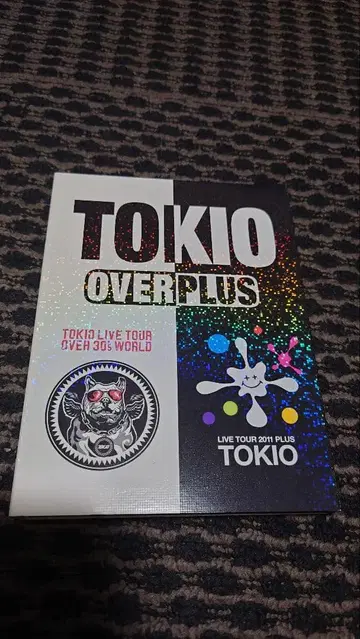 TOKIO
OVERPLUS
TOKIO LIVE TOUR
OVER 30's WORLD
LIVE TOUR 2011 PLUS
TOKIO